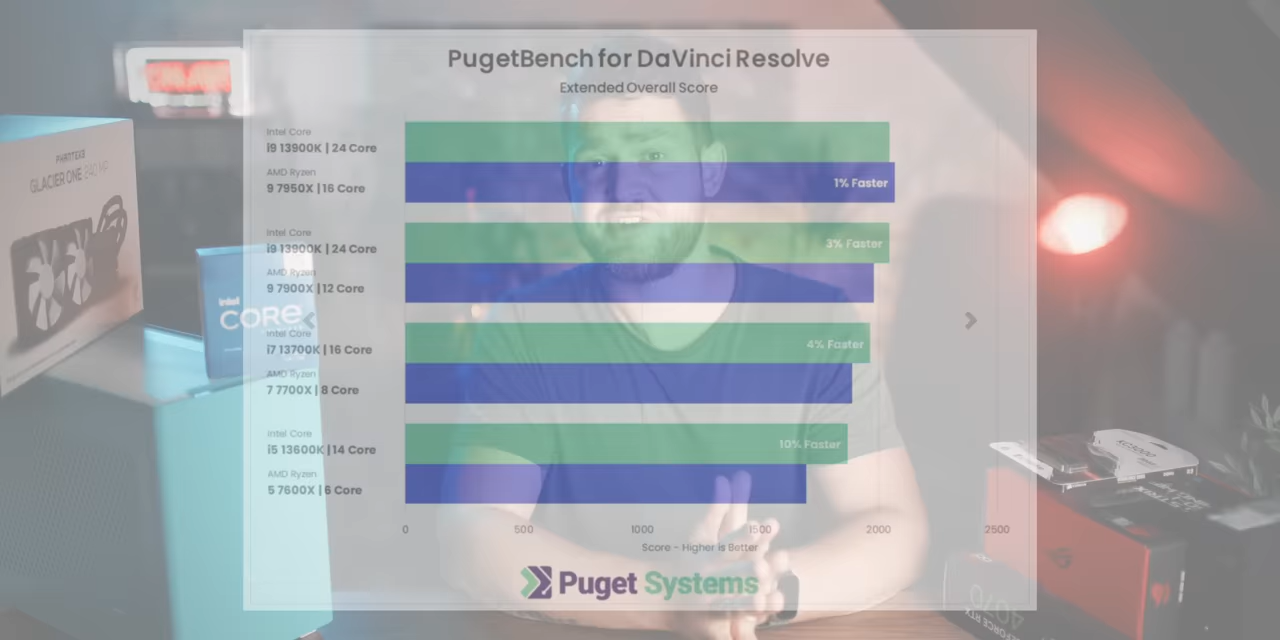 PugetBench for DaVinci Resolve
Extended Overall Score
Intel Core
i9 13900K | 24 Core
AMD Ryzen
9 7950X | 16 Core
1% Faster
Intel Core
i9 13900K | 24 Core
3% Faster
AMD Ryzen
9 7900X | 12 Core
Intel Core
i7 13700K | 16 Core
4% Faster
AMD Ryzen
7 7700X | 8 Core
Intel Core
i5 13600K | 14 Core
10% Faster
AMD Ryzen
5 7600X | 6 Core
0 500 1000 1500 2000 2500
Score - Higher is Better
Puget Systems
PHANTEKS
GLACIER ONE 240 MP
intel
CORE
4070
GEFORCE RTX